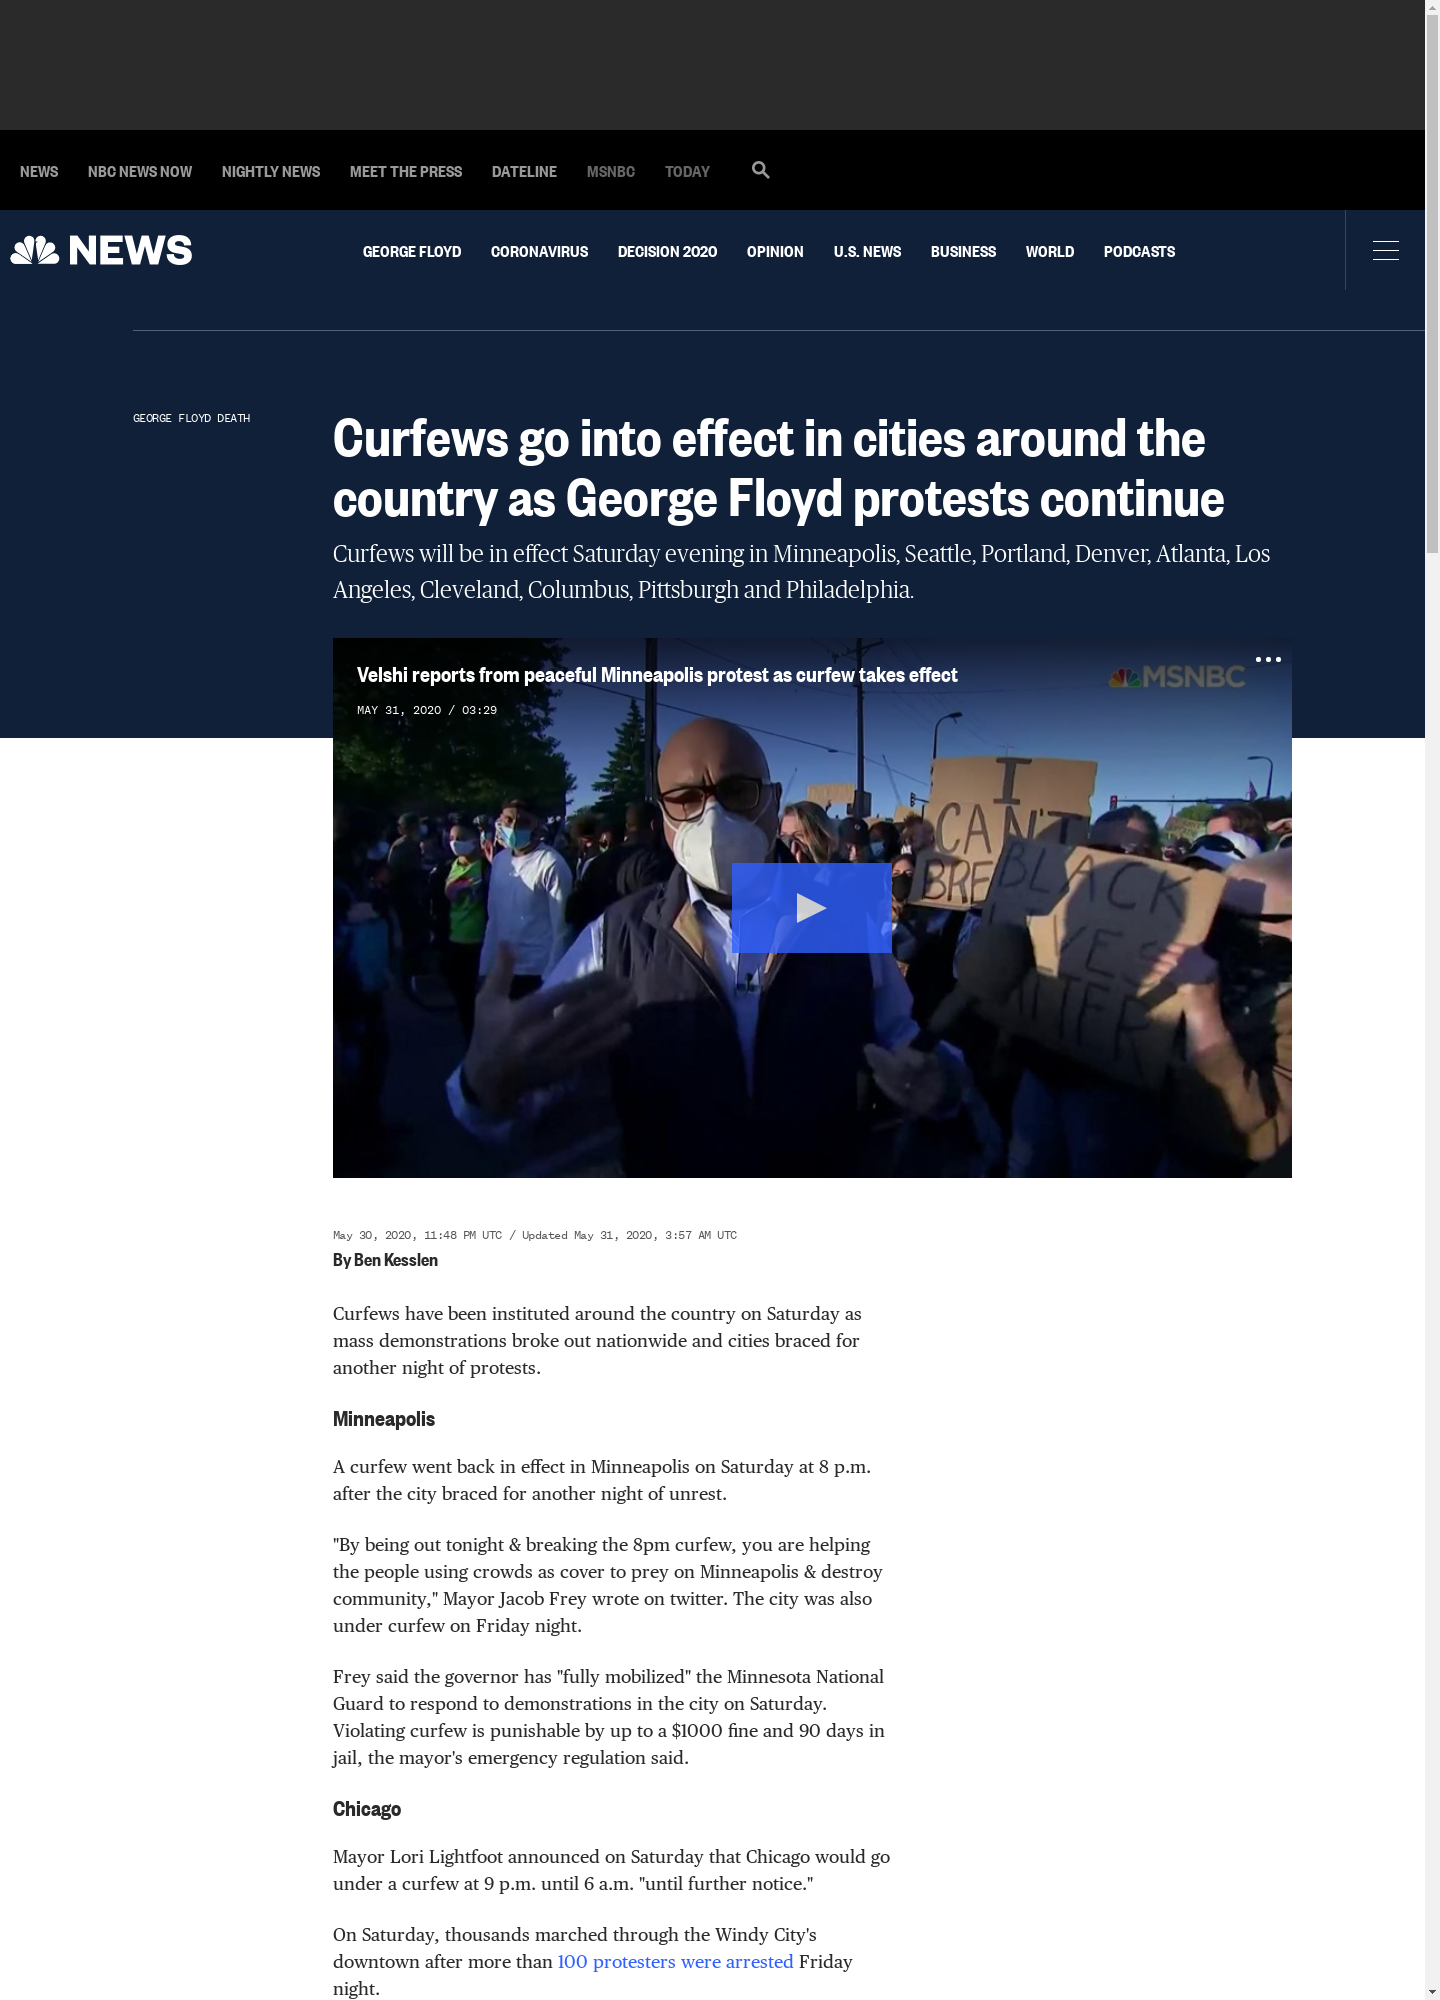 NEWS NBC NEWS NOW NIGHTLY NEWS MEET THE PRESS DATELINE MSNBC TODAY
NEWS GEORGE FLOYD CORONAVIRUS DECISION 2020 OPINION U.S. NEWS BUSINESS WORLD PODCASTS
GEORGE FLOYD DEATH
Curfews go into effect in cities around the
country as George Floyd protests continue
Curfews will be in effect Saturday evening in Minneapolis, Seattle, Portland, Denver, Atlanta, Los
Angeles, Cleveland, Columbus, Pittsburgh and Philadelphia.
Velshi reports from peaceful Minneapolis protest as curfew takes effect
MSNBC
MAY 31, 2020 / 03:29
I
CAN'T
BRE
BLACK
May 30, 2020, 11:48 PM UTC / Updated May 31, 2020, 3:57 AM UTC
By Ben Kesslen
Curfews have been instituted around the country on Saturday as
mass demonstrations broke out nationwide and cities braced for
another night of protests.
Minneapolis
A curfew went back in effect in Minneapolis on Saturday at 8 p.m.
after the city braced for another night of unrest.
"By being out tonight & breaking the 8pm curfew, you are helping
the people using crowds as cover to prey on Minneapolis & destroy
community," Mayor Jacob Frey wrote on twitter. The city was also
under curfew on Friday night.
Frey said the governor has "fully mobilized" the Minnesota National
Guard to respond to demonstrations in the city on Saturday.
Violating curfew is punishable by up to a $1000 fine and 90 days in
jail, the mayor's emergency regulation said.
Chicago
Mayor Lori Lightfoot announced on Saturday that Chicago would go
under a curfew at 9 p.m. until 6 a.m. "until further notice."
On Saturday, thousands marched through the Windy City's
downtown after more than 100 protesters were arrested Friday
night.